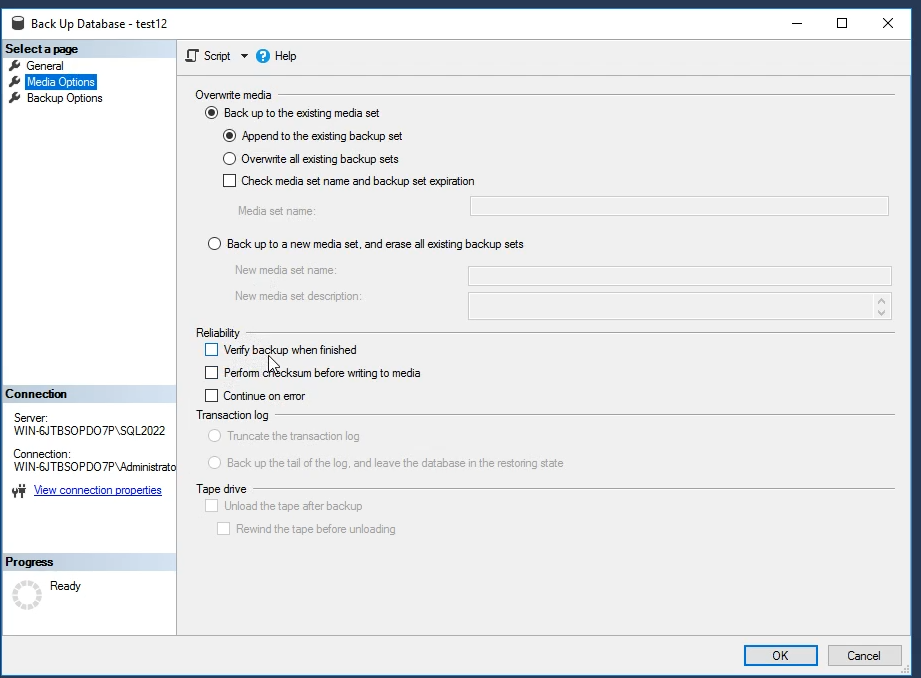 Back Up Database - test12
Select a page
General
Media Options
Backup Options
Script
Help
Overwrite media
Back up to the existing media set
Append to the existing backup set
Overwrite all existing backup sets
Check media set name and backup set expiration
Media set name:
Back up to a new media set, and erase all existing backup sets
New media set name:
New media set description:
Reliability
Verify backup when finished
Perform checksum before writing to media
Continue on error
Transaction log
Truncate the transaction log
Back up the tail of the log, and leave the database in the restoring state
Tape drive
Unload the tape after backup
Rewind the tape before unloading
Connection
Server:
WIN-6JTBSOPDO7P\SQL2022
Connection:
WIN-6JTBSOPDO7P\Administrato
View connection properties
Progress
Ready
OK
Cancel